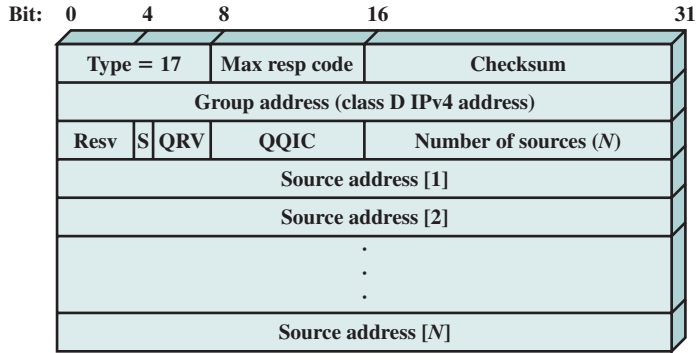 Bit: 0 4 8 16 31
Type = 17 Max resp code Checksum
Group address (class D IPv4 address)
Resv S QRV QQIC Number of sources (N)
Source address [1]
Source address [2]
.
.
.
Source address [N]